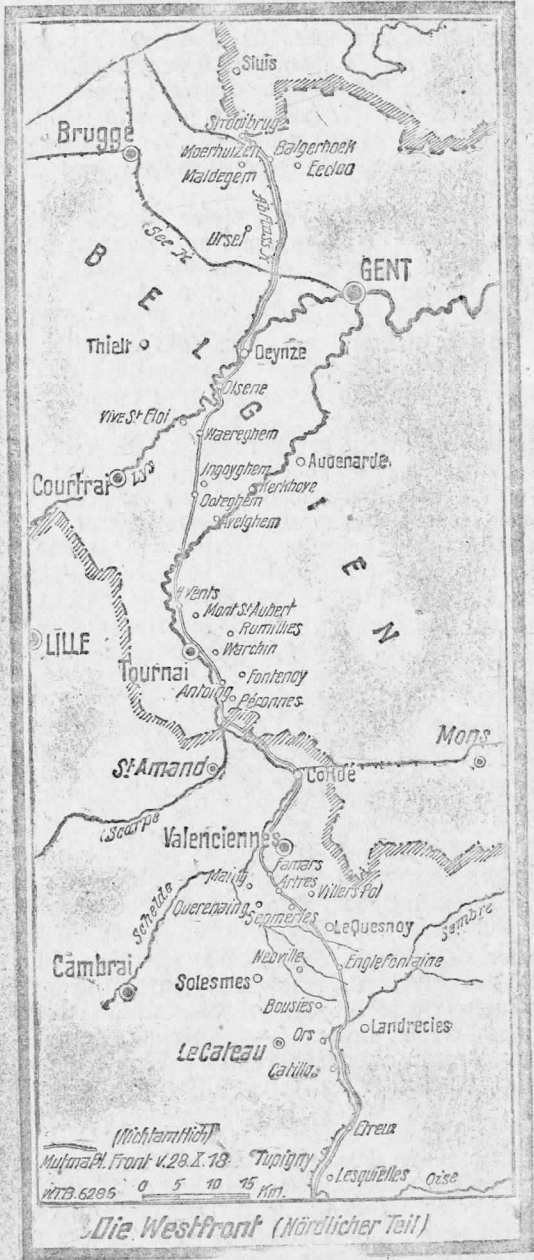 Sluis
Strooibrug
Brugge
Moerhuizen
Balgerhoek
Maldegem
Eecloo
Ursel
See K.
GENT
BELGIEN
Thielt
Deynze
Olsene
Vive St Eloi
Waereghem
Courtrai
Lys
Ingoyghem
Audenarde
Kerkhove
Ooteghem
Avelghem
4 Vents
Mont St Aubert
Rumillies
LILLE
Warchin
Tournai
Fontenoy
Antoing
Péronnes
Mons
St Amand
Condé
Scarpe
Valenciennes
Famars
Maing
Artres
Villers Pol
Schelde
Querenaing
Sepmeries
Le Quesnoy
Sambre
Cambrai
Neuville
Englefontaine
Solesmes
Bousies
Ors
Landrecies
Le Cateau
Catillon
Etreux
(Nichtamtlich)
Mutmaßl. Front v. 28.X.18
Tupigny
Lesquielles
Oise
W.T.B. 6286
0 5 10 15 Km.
Die Westfront (Nördlicher Teil)